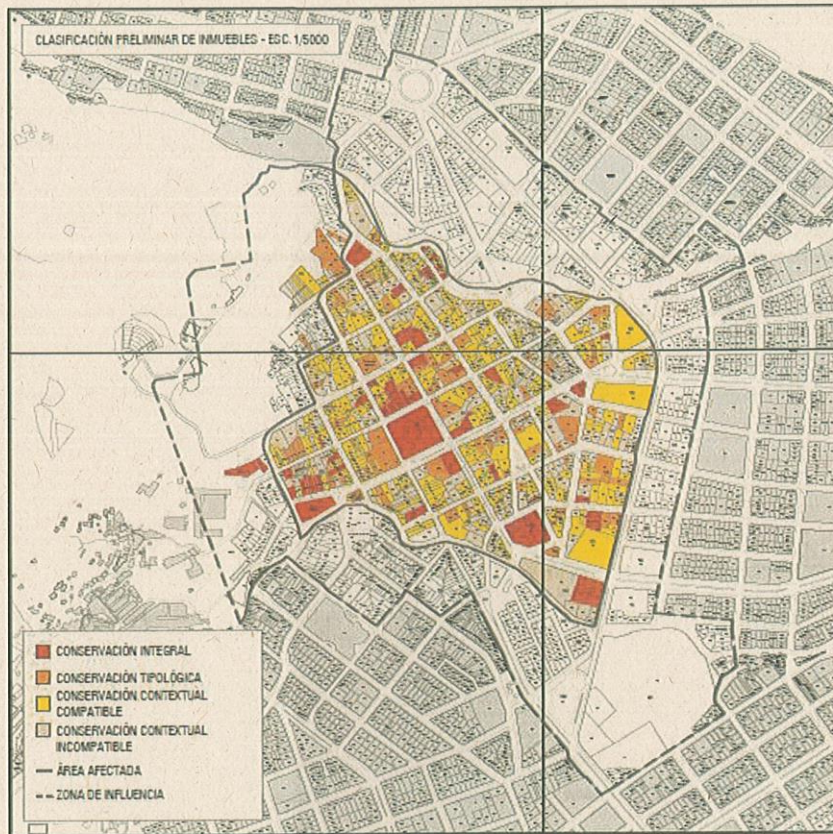 CLASIFICACIÓN PRELIMINAR DE INMUEBLES - ESC. 1/5000
CONSERVACIÓN INTEGRAL
CONSERVACIÓN TIPOLÓGICA
CONSERVACIÓN CONTEXTUAL
COMPATIBLE
CONSERVACIÓN CONTEXTUAL
INCOMPATIBLE
ÁREA AFECTADA
ZONA DE INFLUENCIA